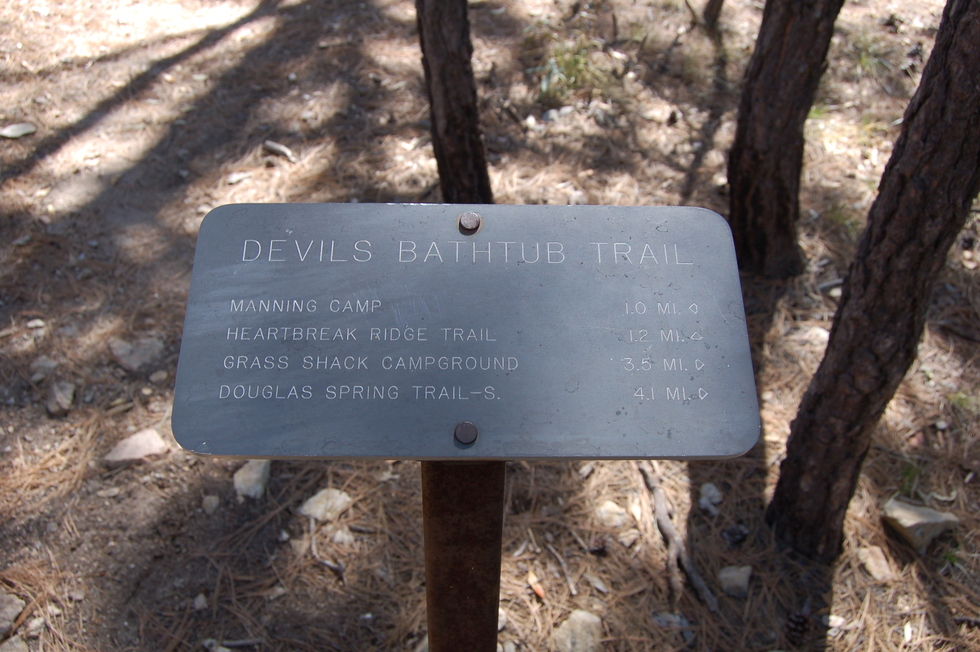 DEVILS BATHTUB TRAIL
MANNING CAMP 1.0 MI.
HEARTBREAK RIDGE TRAIL 1.2 MI.
GRASS SHACK CAMPGROUND 3.5 MI.
DOUGLAS SPRING TRAIL-S. 4.1 MI.